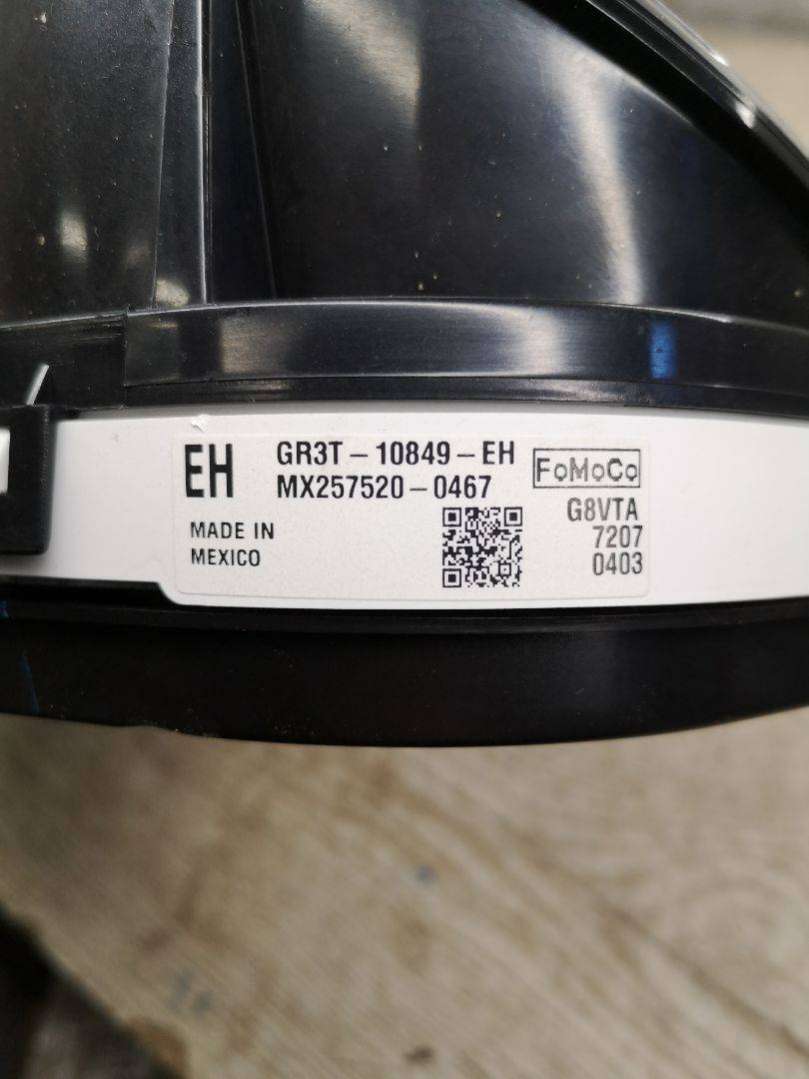 EH
GR3T-10849-EH
MX257520-0467
FoMoCo
G8VTA
7207
0403
MADE IN
MEXICO